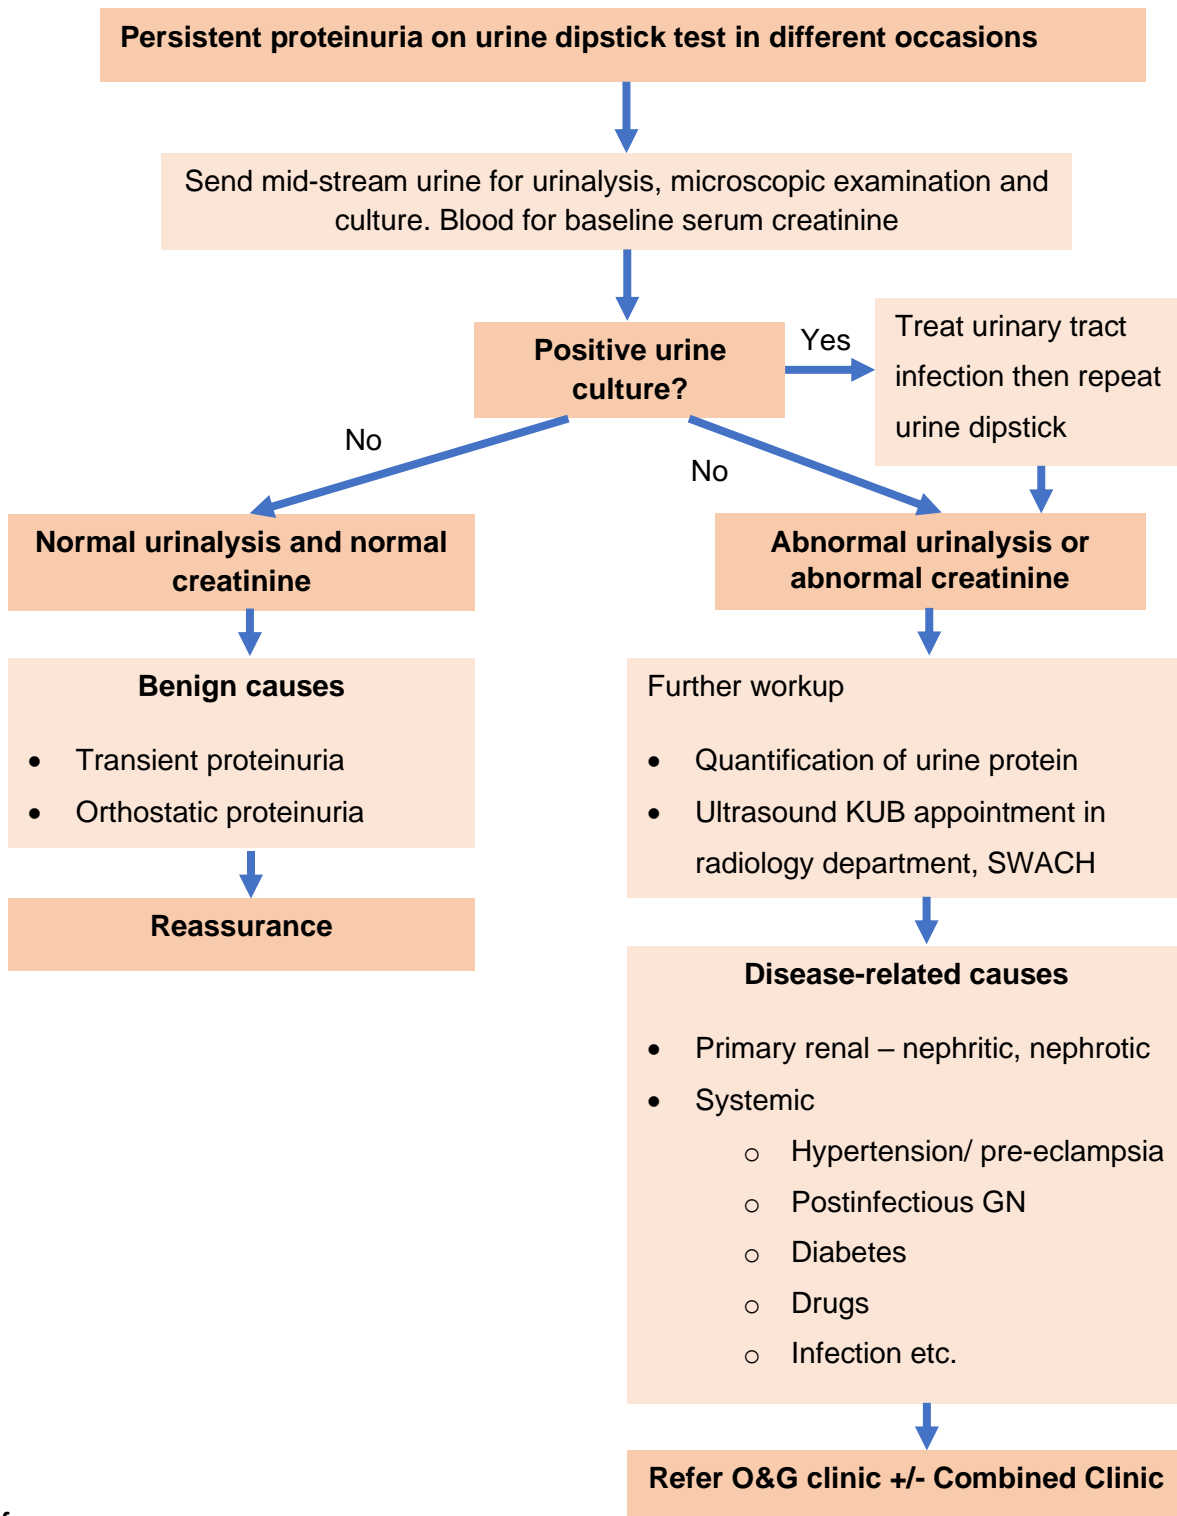 Persistent proteinuria on urine dipstick test in different occasions
Send mid-stream urine for urinalysis, microscopic examination and
culture. Blood for baseline serum creatinine
Positive urine
culture?
Yes
Treat urinary tract
infection then repeat
urine dipstick
No
No
Normal urinalysis and normal
creatinine
Abnormal urinalysis or
abnormal creatinine
Benign causes
• Transient proteinuria
• Orthostatic proteinuria
Reassurance
Further workup
• Quantification of urine protein
• Ultrasound KUB appointment in
radiology department, SWACH
Disease-related causes
• Primary renal – nephritic, nephrotic
• Systemic
o Hypertension/ pre-eclampsia
o Postinfectious GN
o Diabetes
o Drugs
o Infection etc.
Refer O&G clinic +/- Combined Clinic